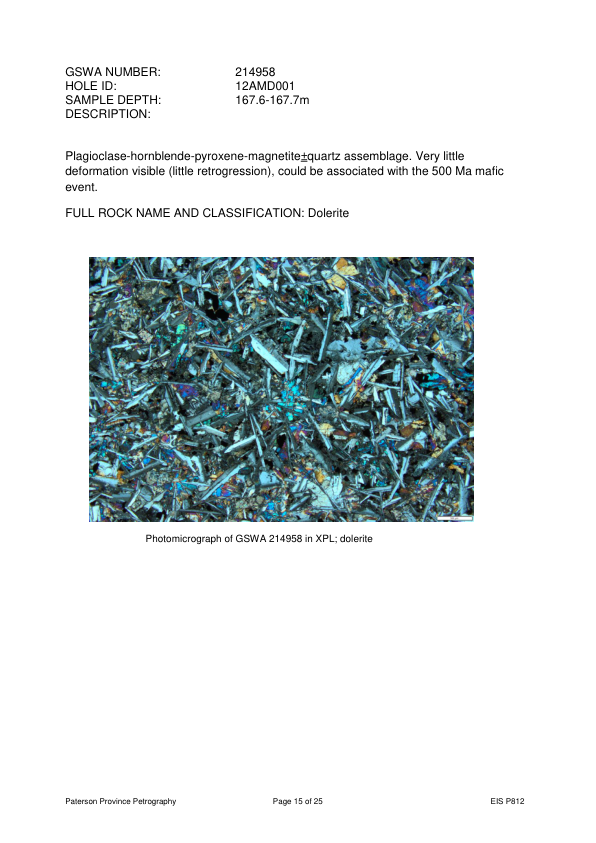 GSWA NUMBER: 214958
HOLE ID: 12AMD001
SAMPLE DEPTH: 167.6-167.7m
DESCRIPTION:
Plagioclase-hornblende-pyroxene-magnetite±quartz assemblage. Very little
deformation visible (little retrogression), could be associated with the 500 Ma mafic
event.
FULL ROCK NAME AND CLASSIFICATION: Dolerite
Photomicrograph of GSWA 214958 in XPL; dolerite
Paterson Province Petrography Page 15 of 25 EIS P812